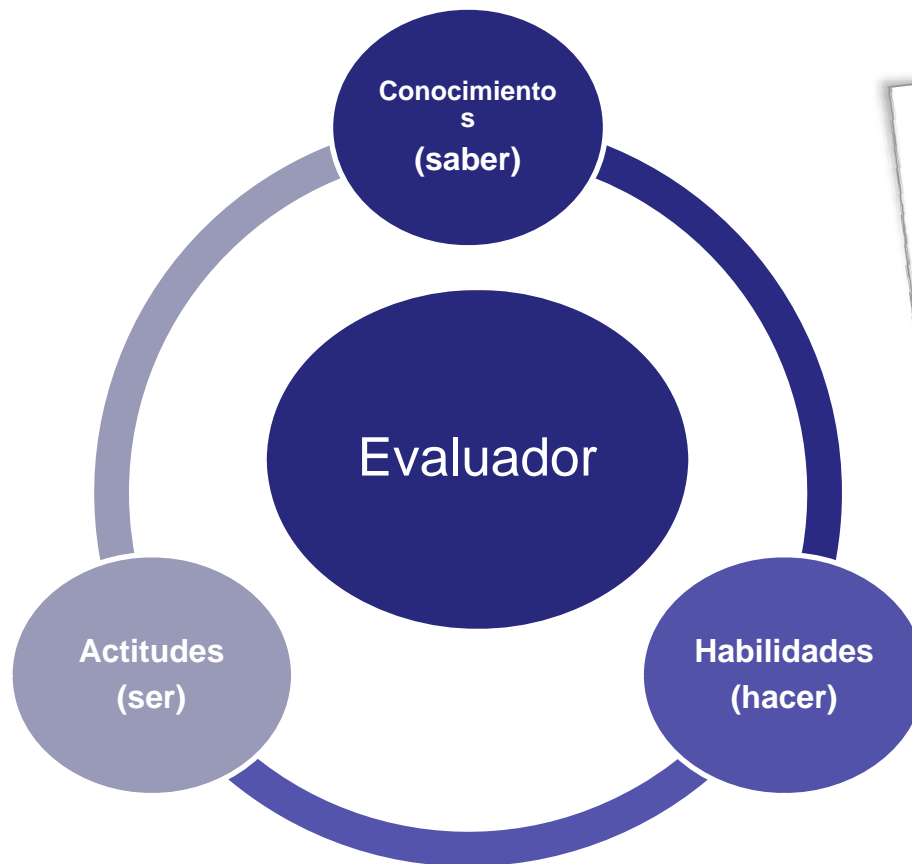 Conocimiento
s
(saber)
Evaluador
Actitudes
(ser)
Habilidades
(hacer)